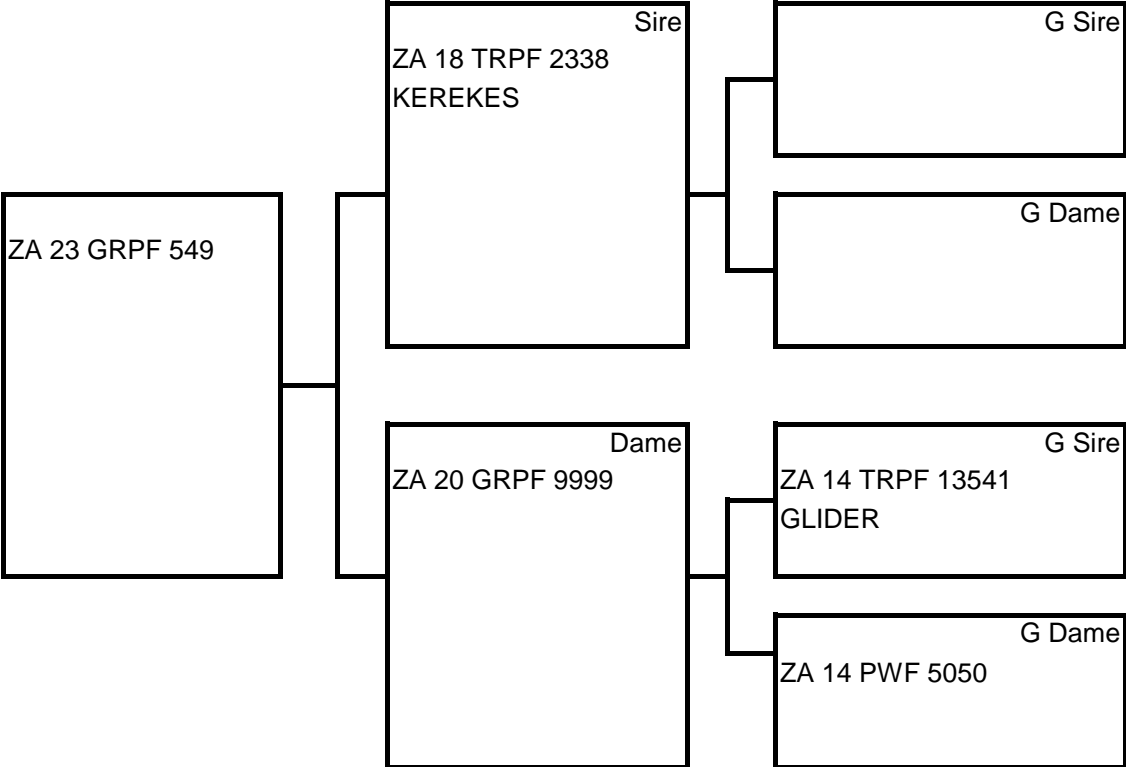 ZA 23 GRPF 549
Sire
ZA 18 TRPF 2338
KEREKES
Dame
ZA 20 GRPF 9999
G Sire
G Dame
G Sire
ZA 14 TRPF 13541
GLIDER
G Dame
ZA 14 PWF 5050